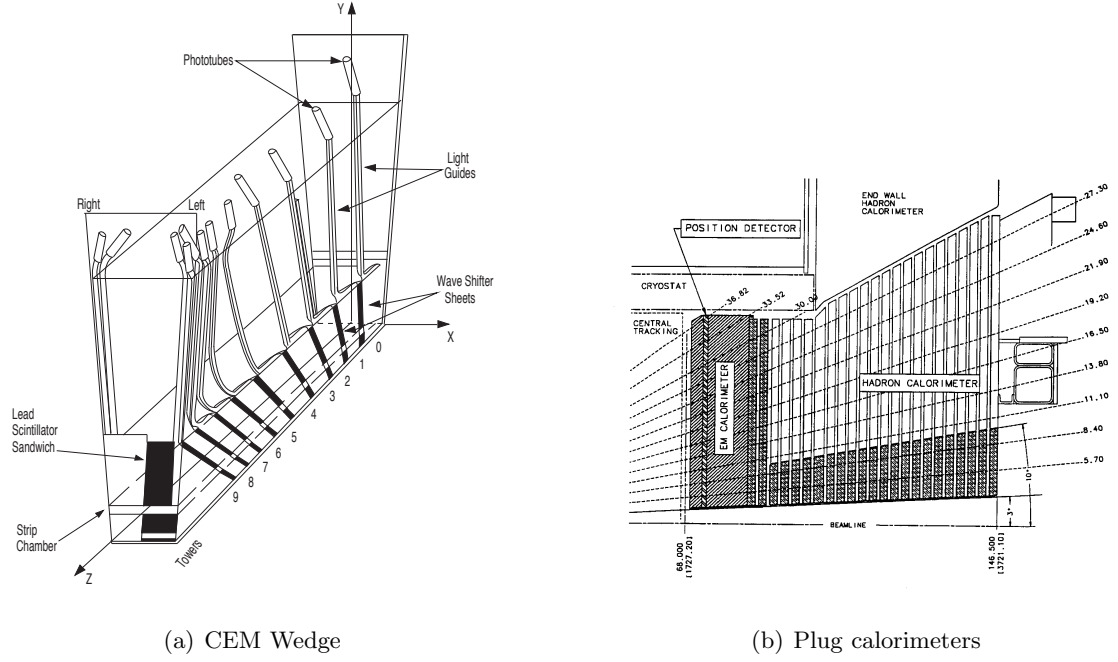 Y
Phototubes
Light
Guides
Right
Left
Wave Shifter
Sheets
X
0
1
2
3
4
5
6
7
8
9
Lead
Scintillator
Sandwich
Strip
Chamber
Z
Towers
(a) CEM Wedge
END WALL
HADRON
CALORIMETER
27.30
POSITION DETECTOR
24.60
21.90
CRYOSTAT
36.82
33.52
30.00
19.20
CENTRAL
TRACKING
16.50
EM CALORIMETER
HADRON CALORIMETER
13.80
11.10
8.40
5.70
10°
3°
BEAMLINE
68.000
[1727.20]
146.500
[3721.10]
(b) Plug calorimeters